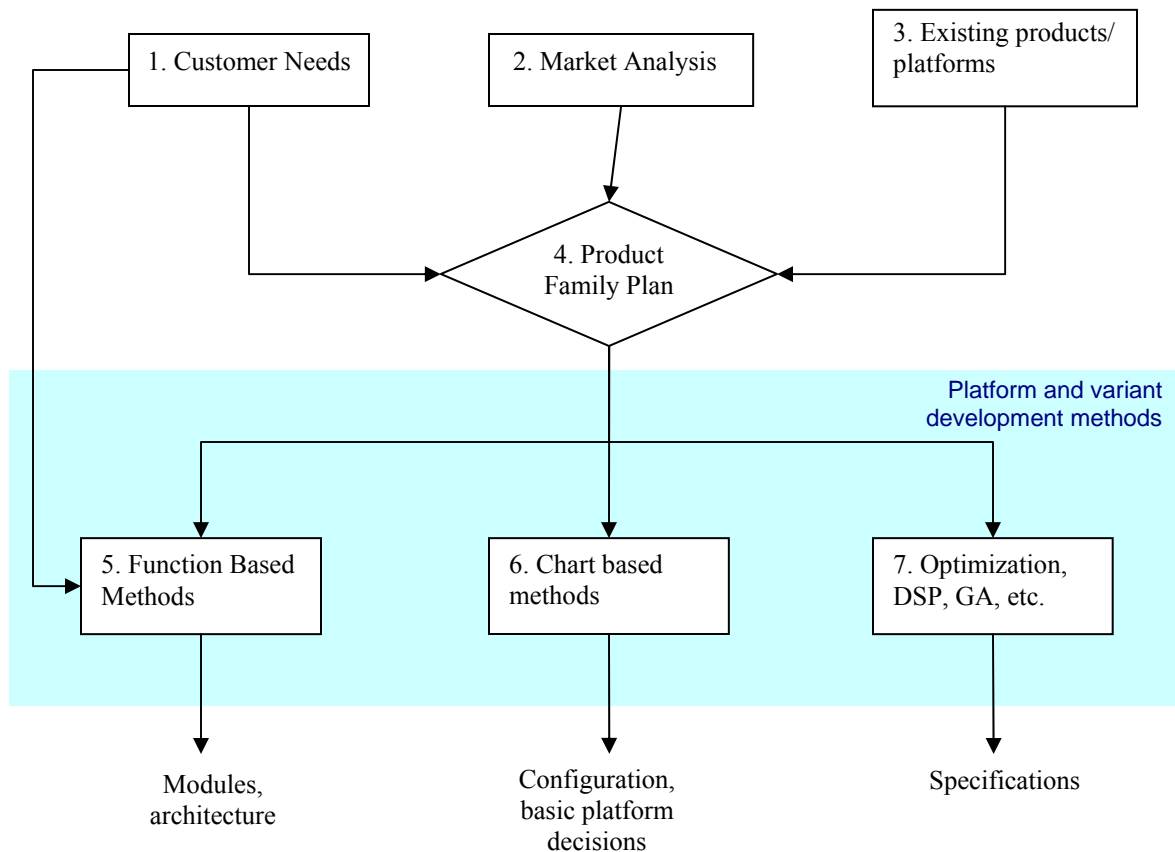 1. Customer Needs
2. Market Analysis
3. Existing products/
platforms
4. Product
Family Plan
Platform and variant
development methods
5. Function Based
Methods
6. Chart based
methods
7. Optimization,
DSP, GA, etc.
Modules,
architecture
Configuration,
basic platform
decisions
Specifications